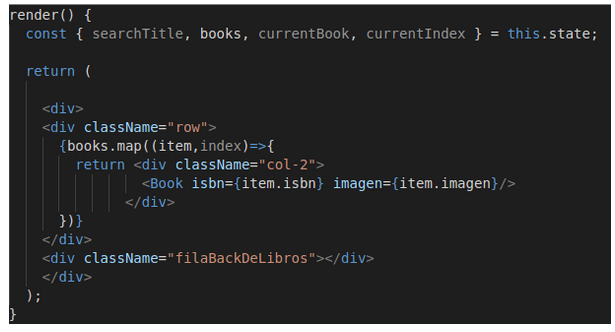 render() {
const { searchTitle, books, currentBook, currentIndex } = this.state;
return (
<div>
<div className="row">
{books.map((item,index)=>{
return <div className="col-2">
<Book isbn={item.isbn} imagen={item.imagen}/>
</div>
})}
</div>
<div className="filaBackDeLibros"></div>
</div>
);
}